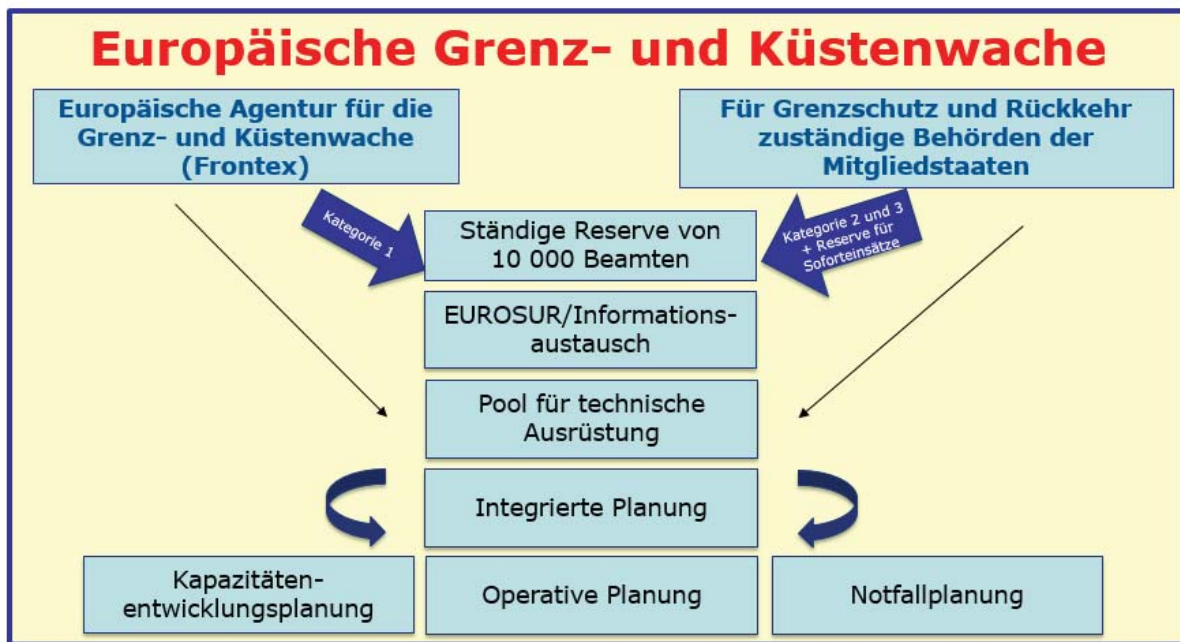 Europäische Grenz- und Küstenwache
Europäische Agentur für die
Grenz- und Küstenwache
(Frontex)
Für Grenzschutz und Rückkehr
zuständige Behörden der
Mitgliedstaaten
Kategorie 1
Ständige Reserve von
10 000 Beamten
Kategorie 2 und 3
+ Reserve für
Soforteinsätze
EUROSUR/Informations-
austausch
Pool für technische
Ausrüstung
Integrierte Planung
Kapazitäten-
entwicklungsplanung
Operative Planung
Notfallplanung